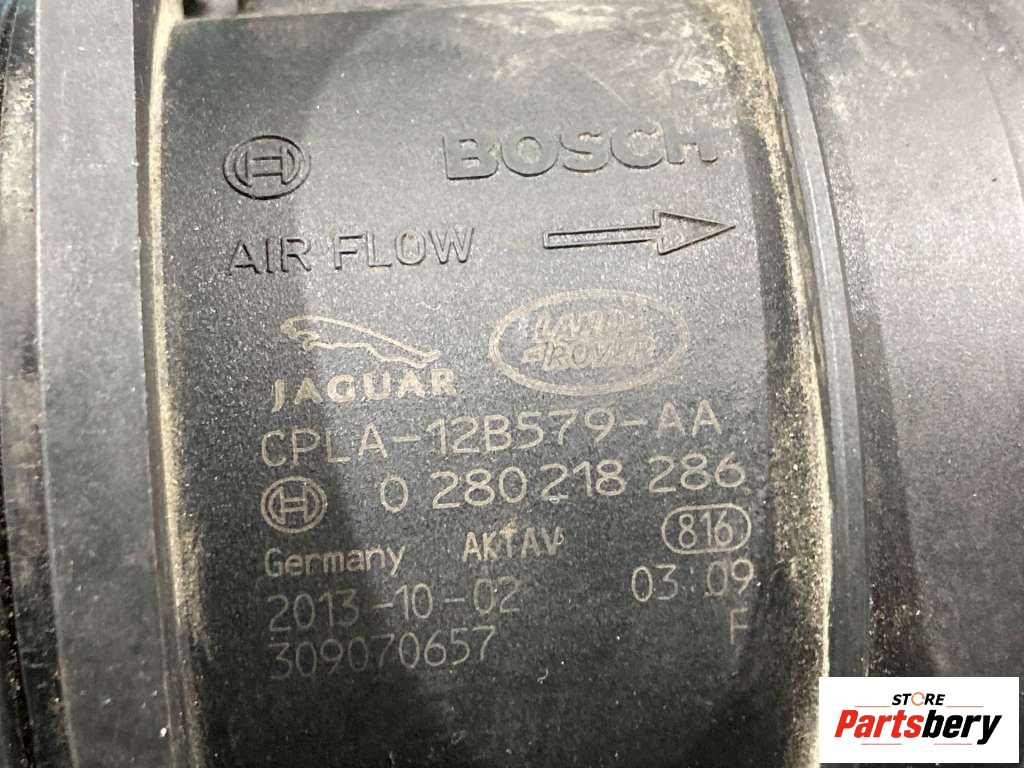 BOSCH
AIR FLOW
JAGUAR
LAND ROVER
CPLA-12B579-AA
0 280 218 286
Germany AKTAV 816
2013-10-02 03:09
309070657 F
STORE
Partsbery